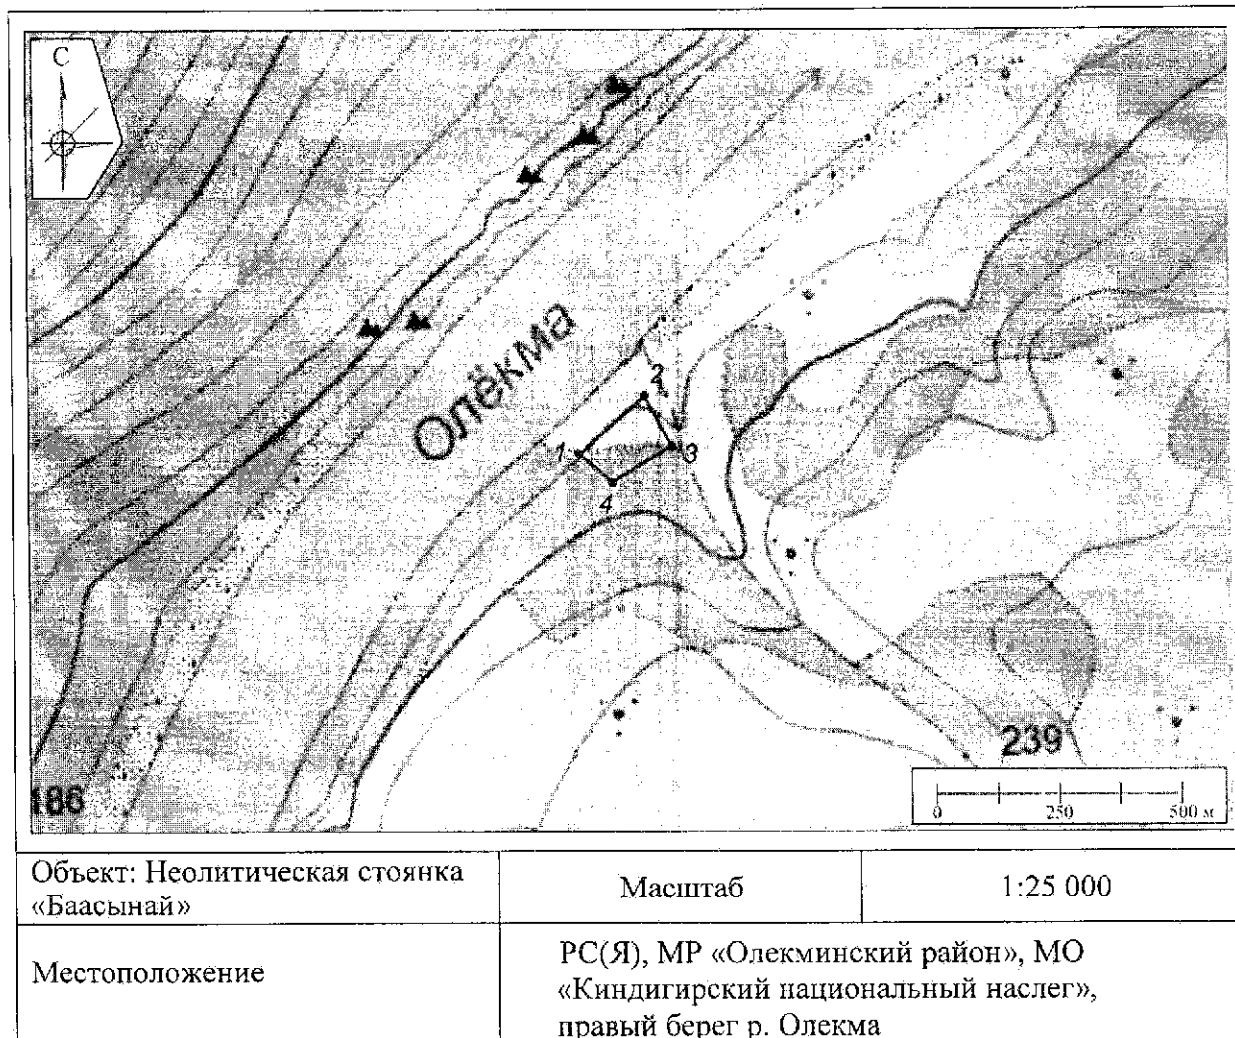 С
Олёкма
2
1
3
4
239
186
0 250 500 м
Объект: Неолитическая стоянка
«Баасынай»
Масштаб
1:25 000
Местоположение
РС(Я), МР «Олекминский район», МО
«Киндигирский национальный наслег»,
правый берег р. Олекма